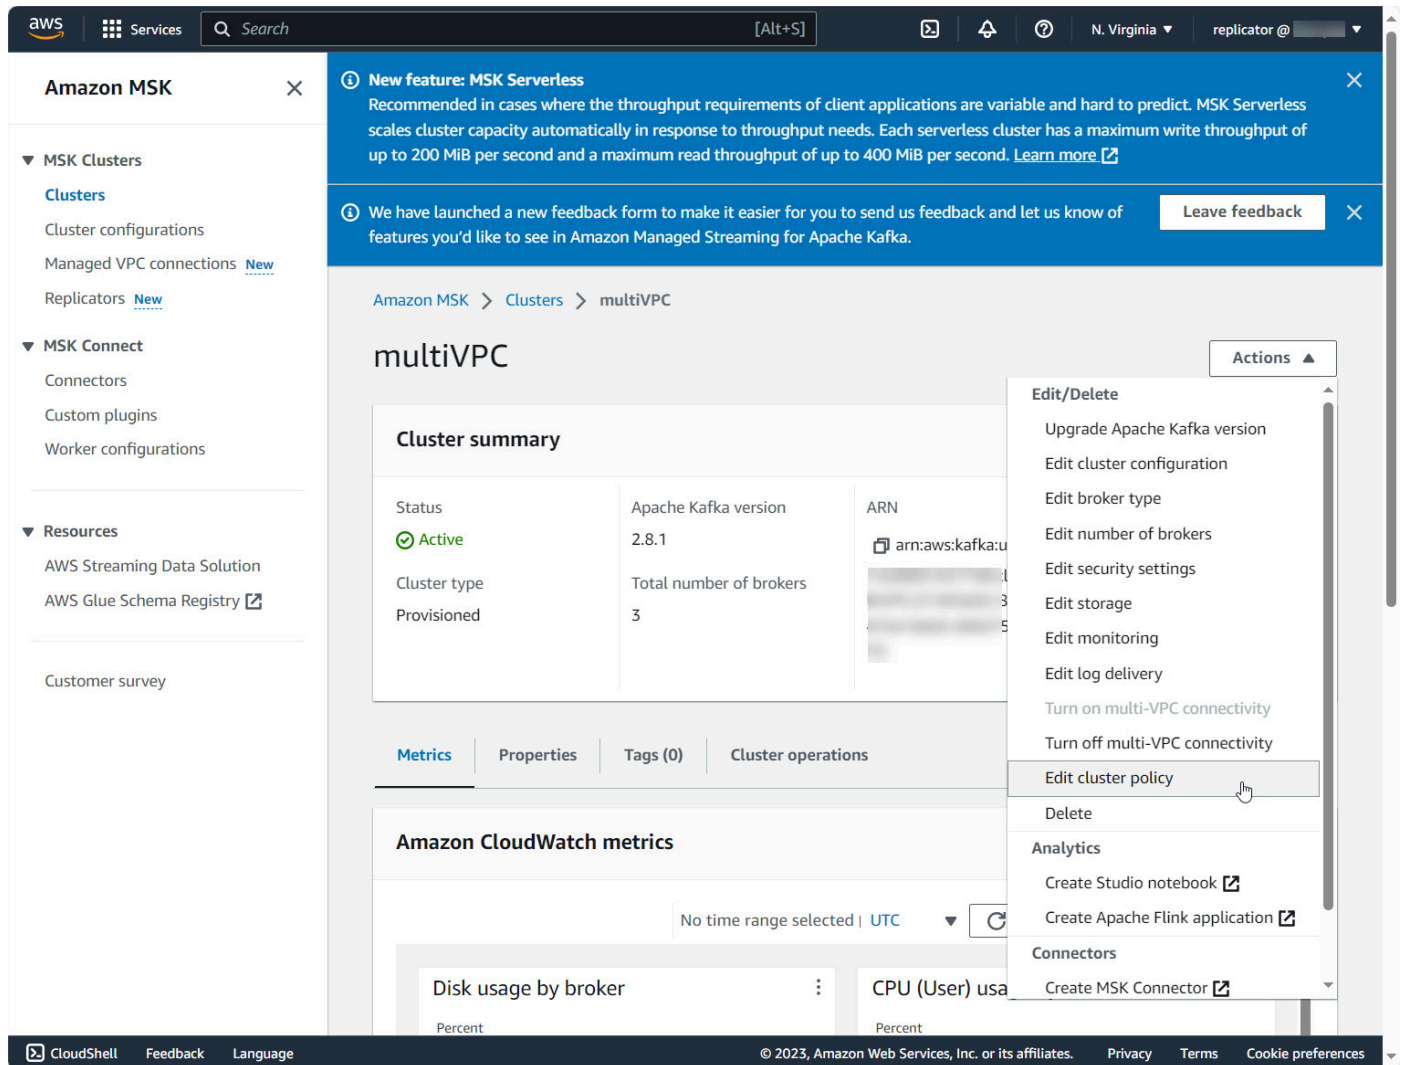 aws
Services
Search
[Alt+S]
N. Virginia
replicator @
Amazon MSK
MSK Clusters
Clusters
Cluster configurations
Managed VPC connections New
Replicators New
MSK Connect
Connectors
Custom plugins
Worker configurations
Resources
AWS Streaming Data Solution
AWS Glue Schema Registry
Customer survey
New feature: MSK Serverless
Recommended in cases where the throughput requirements of client applications are variable and hard to predict. MSK Serverless
scales cluster capacity automatically in response to throughput needs. Each serverless cluster has a maximum write throughput of
up to 200 MiB per second and a maximum read throughput of up to 400 MiB per second. Learn more
We have launched a new feedback form to make it easier for you to send us feedback and let us know of
features you'd like to see in Amazon Managed Streaming for Apache Kafka.
Leave feedback
Amazon MSK > Clusters > multiVPC
multiVPC
Actions
Cluster summary
Status
Active
Cluster type
Provisioned
Apache Kafka version
2.8.1
Total number of brokers
3
ARN
arn:aws:kafka:u
Edit/Delete
Upgrade Apache Kafka version
Edit cluster configuration
Edit broker type
Edit number of brokers
Edit security settings
Edit storage
Edit monitoring
Edit log delivery
Turn on multi-VPC connectivity
Turn off multi-VPC connectivity
Edit cluster policy
Delete
Analytics
Create Studio notebook
Create Apache Flink application
Connectors
Create MSK Connector
Metrics
Properties
Tags (0)
Cluster operations
Amazon CloudWatch metrics
No time range selected | UTC
Disk usage by broker
Percent
CPU (User) usa
Percent
CloudShell
Feedback
Language
© 2023, Amazon Web Services, Inc. or its affiliates.
Privacy
Terms
Cookie preferences